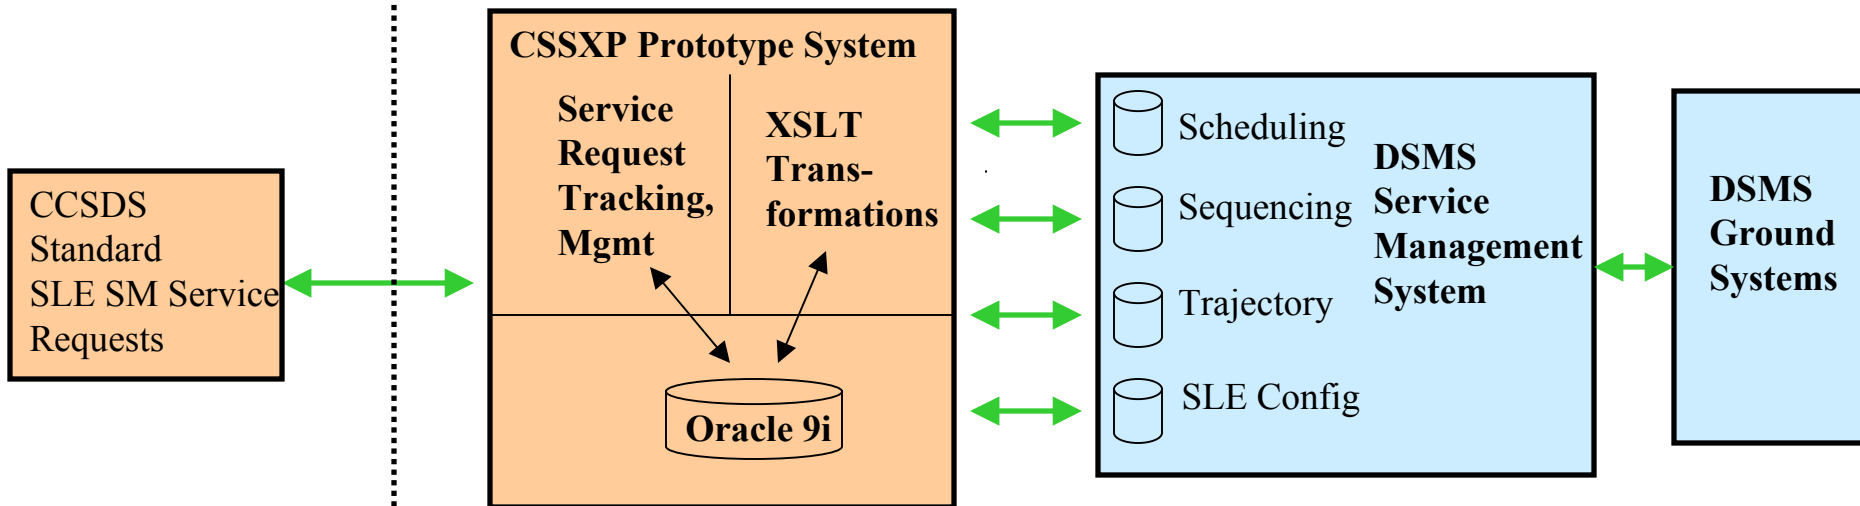 CCSDS
Standard
SLE SM Service
Requests
CSSXP Prototype System
Service
Request
Tracking,
Mgmt
XSLT
Trans-
formations
Oracle 9i
Scheduling
Sequencing
Trajectory
SLE Config
DSMS
Service
Management
System
DSMS
Ground
Systems